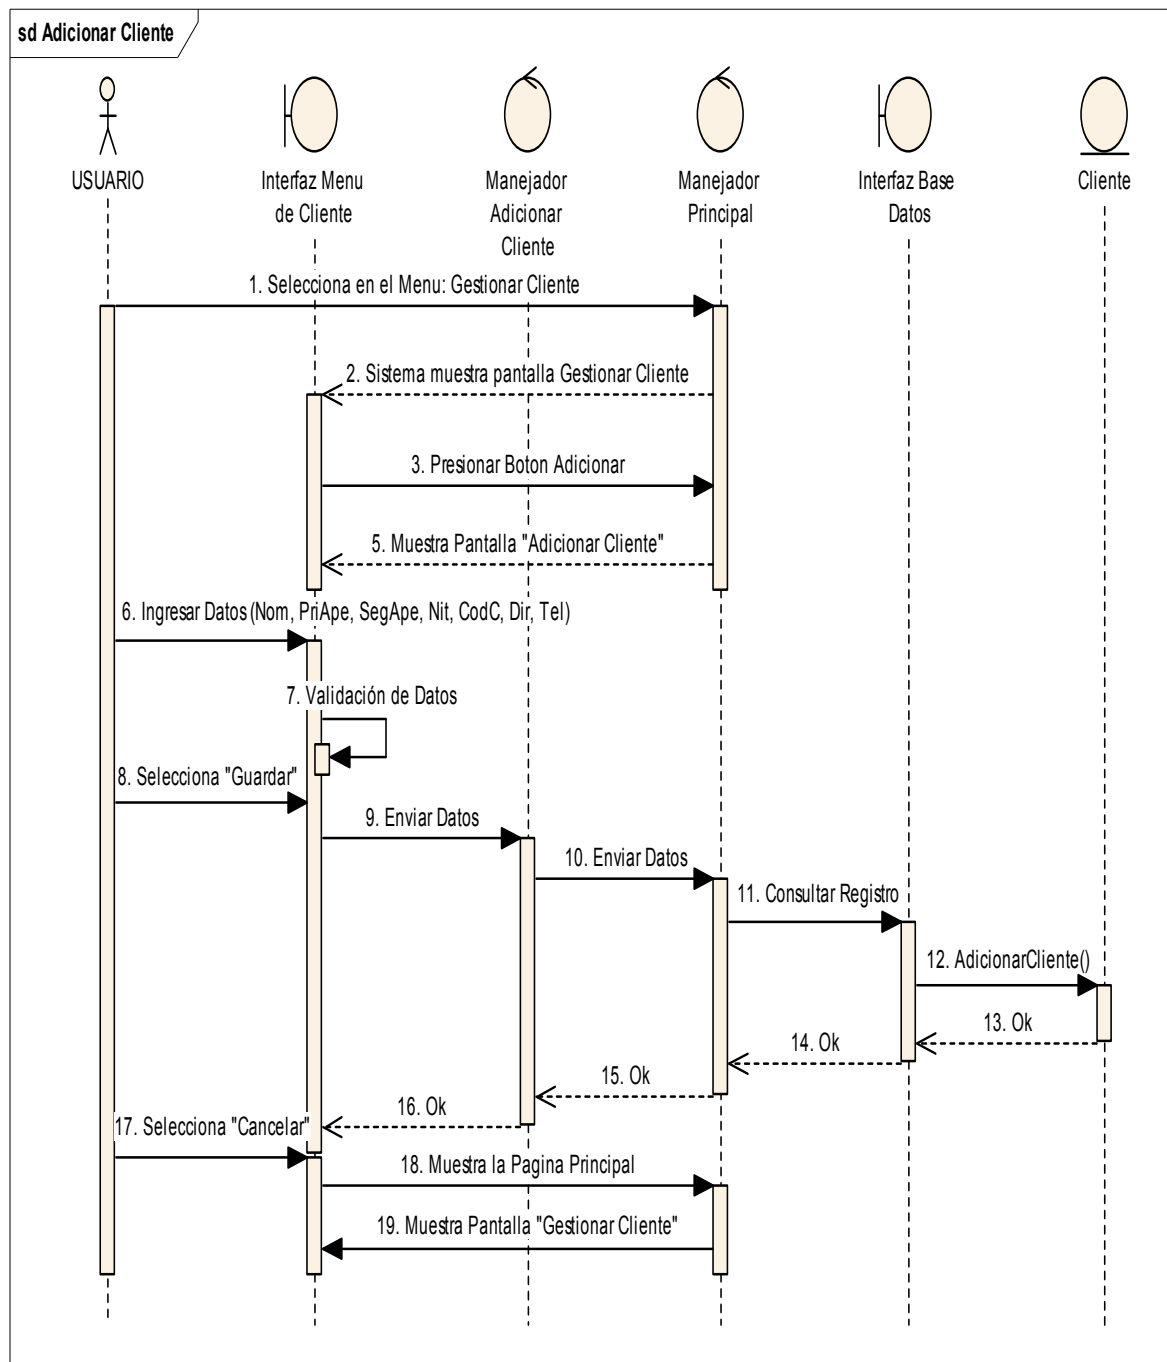 sd Adicionar Cliente
USUARIO
Interfaz Menu
de Cliente
Manejador
Adicionar
Cliente
Manejador
Principal
Interfaz Base
Datos
Cliente
1. Selecciona en el Menu: Gestionar Cliente
2. Sistema muestra pantalla Gestionar Cliente
3. Presionar Boton Adicionar
5. Muestra Pantalla "Adicionar Cliente"
6. Ingresar Datos (Nom, PriApe, SegApe, Nit, CodC, Dir, Tel)
7. Validación de Datos
8. Selecciona "Guardar"
9. Enviar Datos
10. Enviar Datos
11. Consultar Registro
12. AdicionarCliente()
13. Ok
14. Ok
15. Ok
16. Ok
17. Selecciona "Cancelar"
18. Muestra la Pagina Principal
19. Muestra Pantalla "Gestionar Cliente"